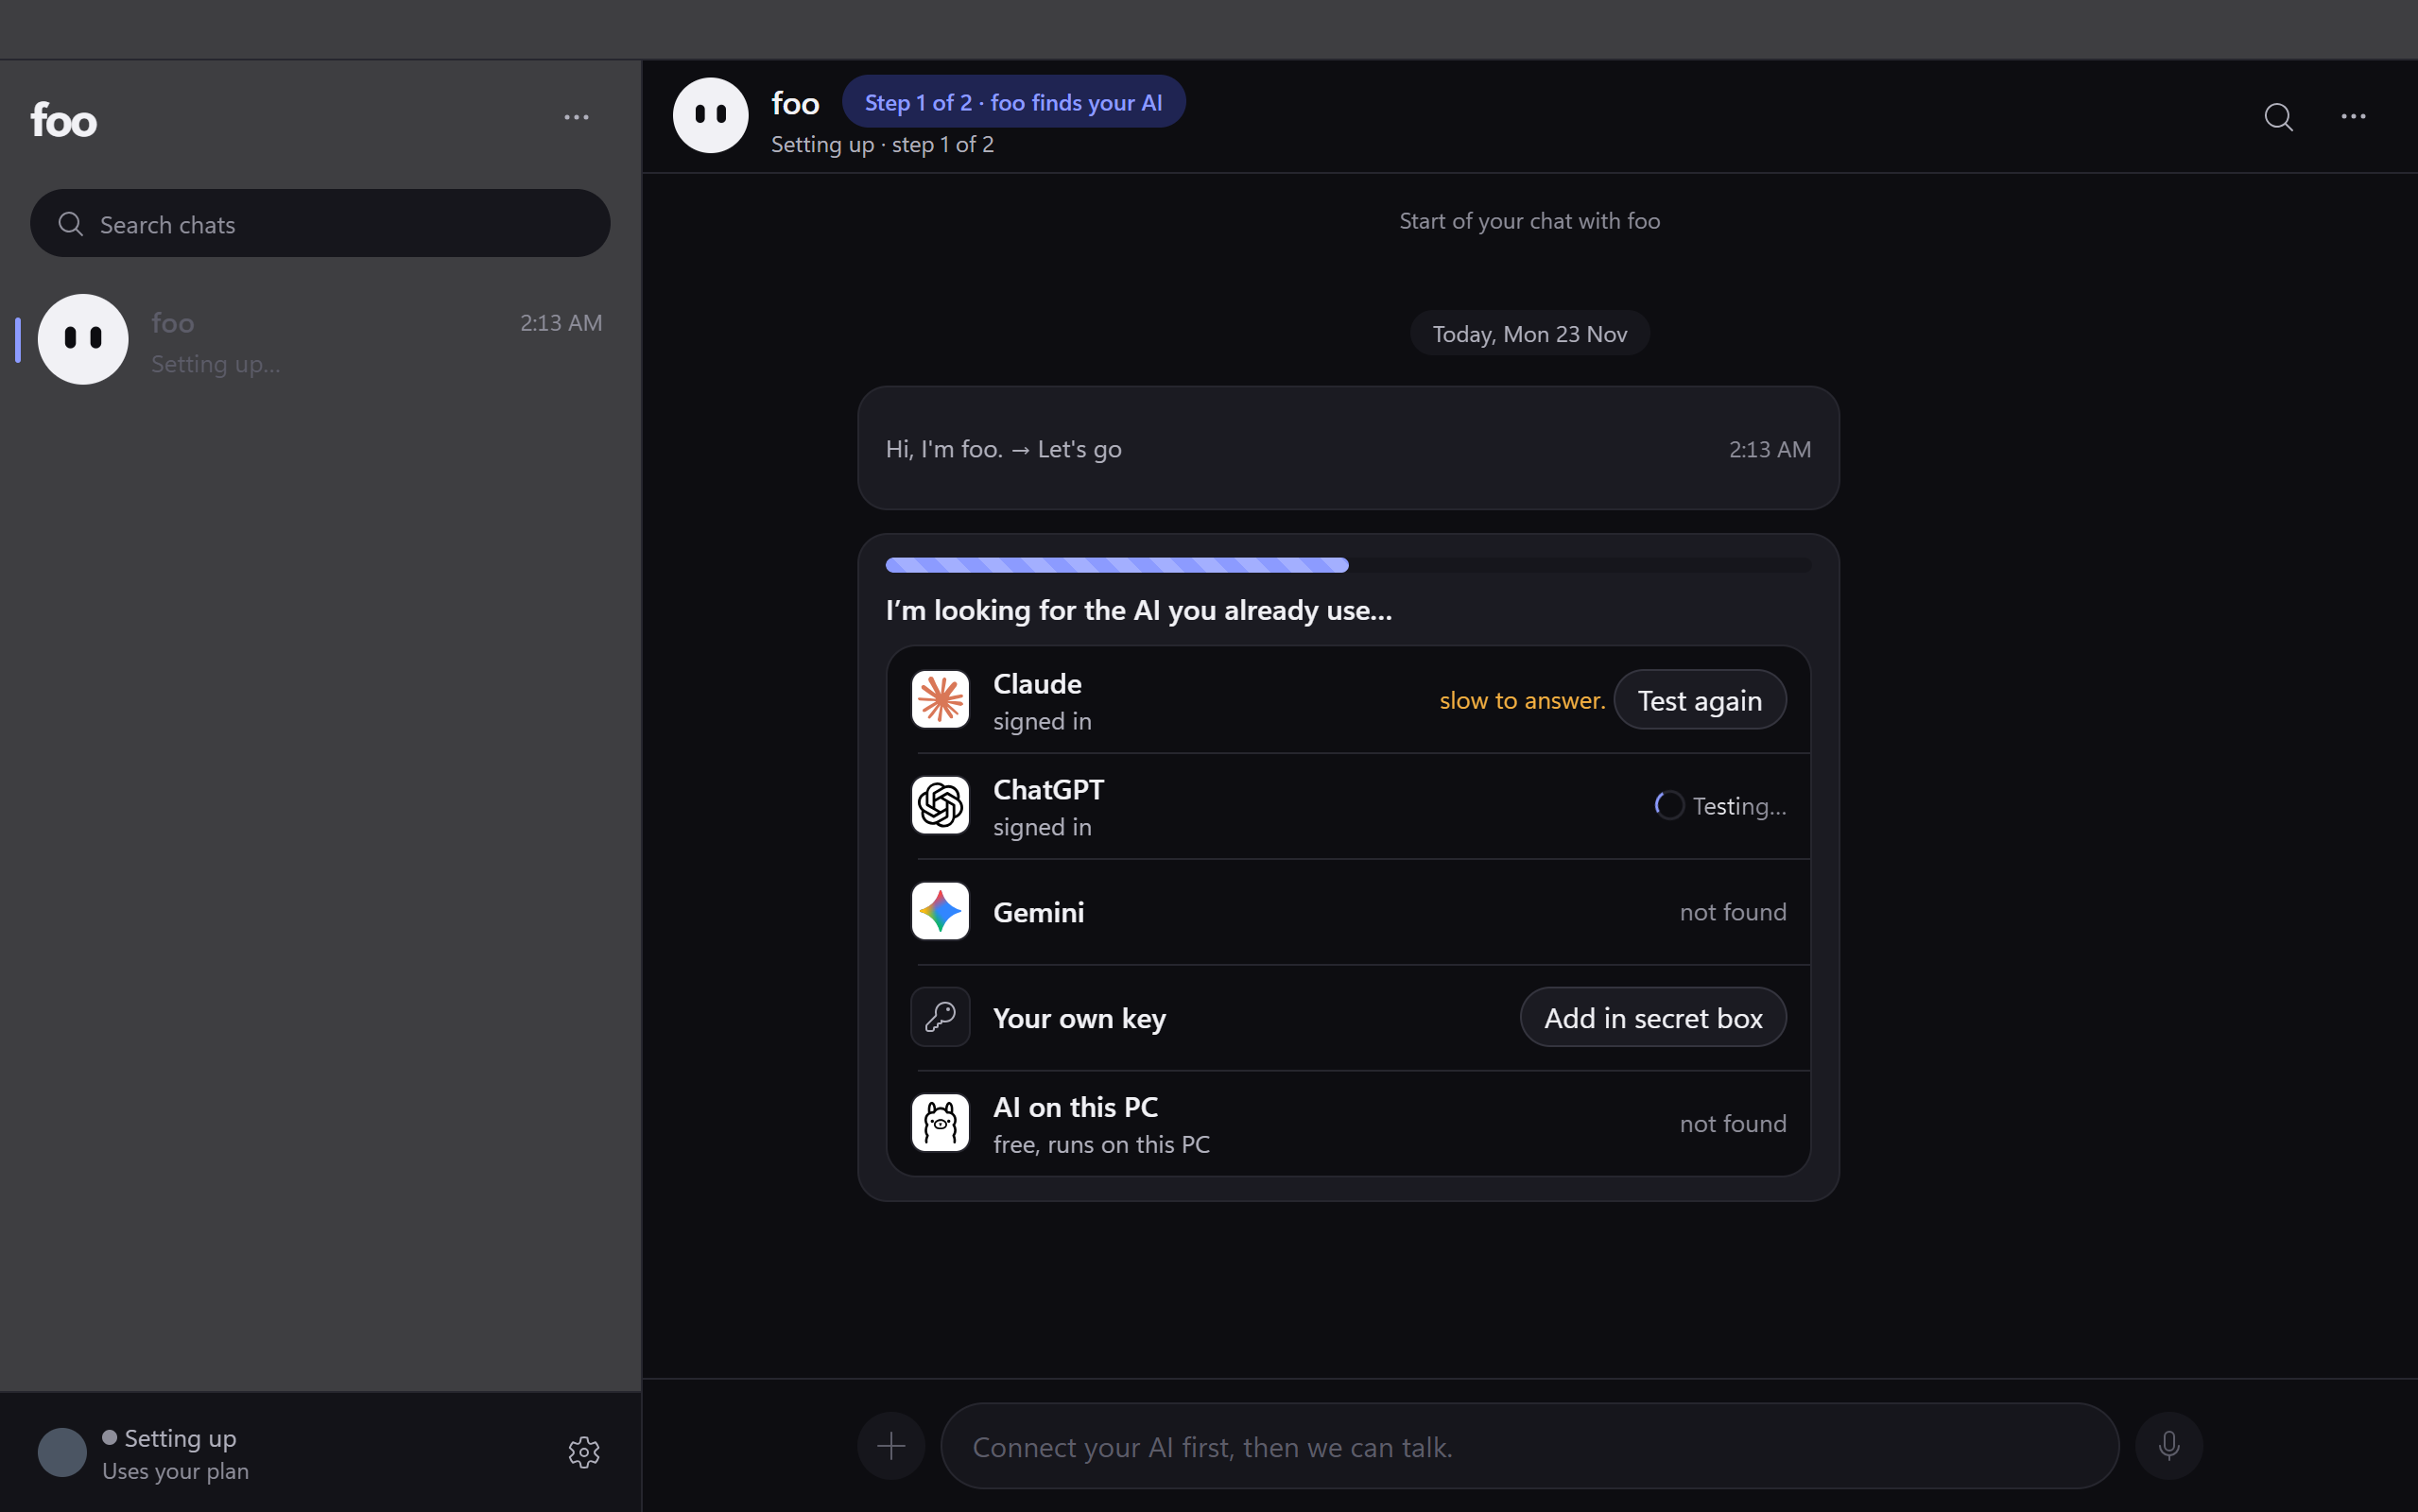 foo
Search chats
foo
2:13 AM
Setting up...
Setting up
Uses your plan
foo
Step 1 of 2 · foo finds your AI
Setting up · step 1 of 2
Start of your chat with foo
Today, Mon 23 Nov
Hi, I'm foo. → Let's go
2:13 AM
I’m looking for the AI you already use...
Claude
signed in
slow to answer.
Test again
ChatGPT
signed in
Testing...
Gemini
not found
Your own key
Add in secret box
AI on this PC
free, runs on this PC
not found
Connect your AI first, then we can talk.